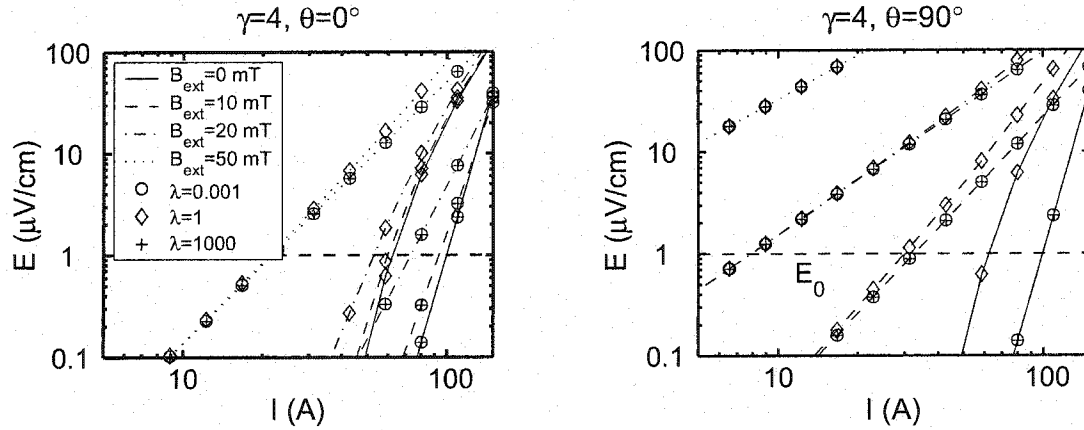 γ=4, θ=0°
100
10
1
0.1
E (μV/cm)
B_ext=0 mT
B_ext=10 mT
B_ext=20 mT
B_ext=50 mT
λ=0.001
λ=1
λ=1000
10
100
I (A)
γ=4, θ=90°
100
10
1
0.1
E (μV/cm)
E_0
10
100
I (A)